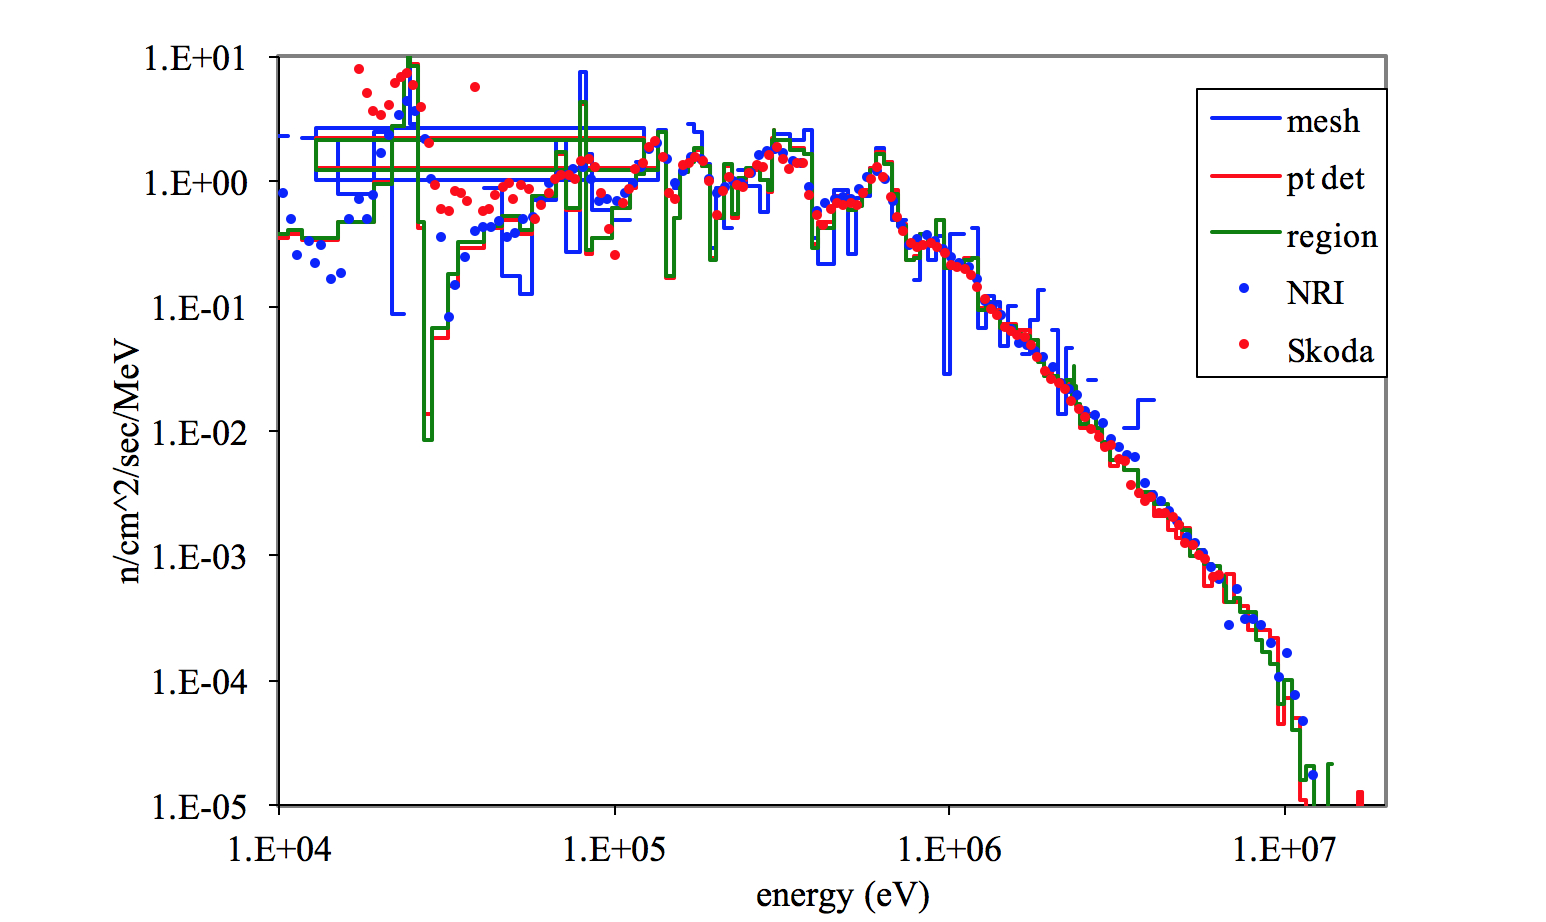 1.E+01
1.E+00
1.E-01
1.E-02
1.E-03
1.E-04
1.E-05
n/cm^2/sec/MeV
mesh
pt det
region
NRI
Skoda
1.E+04
1.E+05
1.E+06
1.E+07
energy (eV)